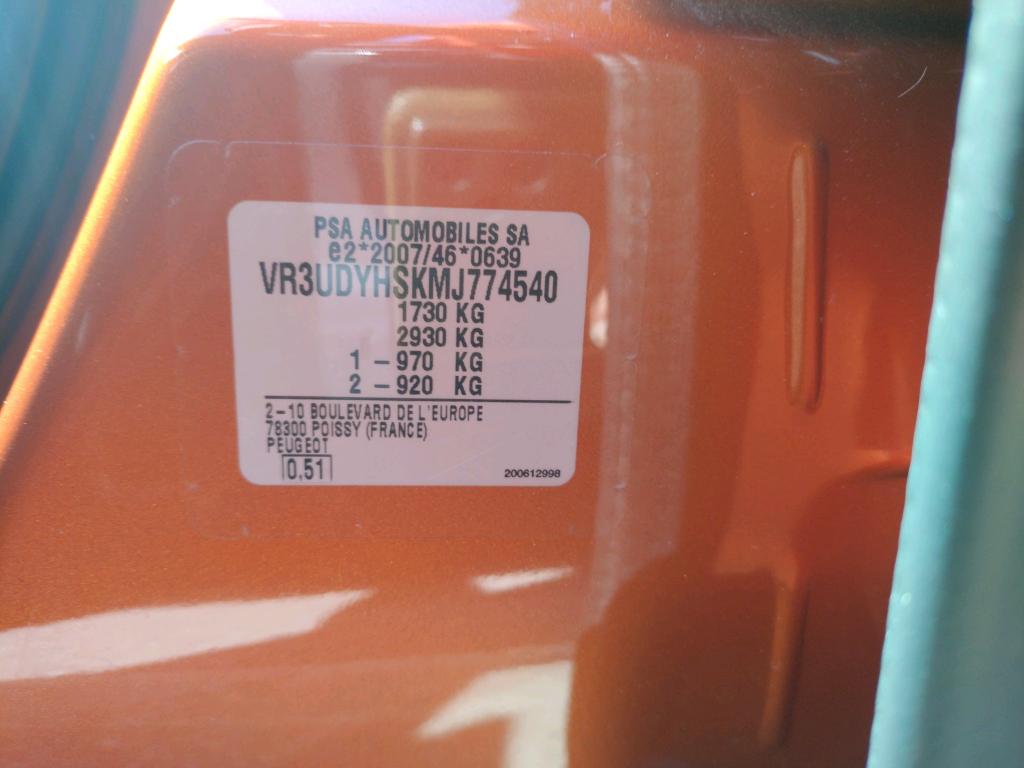 PSA AUTOMOBILES SA
e2*2007/46*0639
VR3UDYHSKMJ774540
1730 KG
2930 KG
1 - 970 KG
2 - 920 KG
2-10 BOULEVARD DE L'EUROPE
78300 POISSY (FRANCE)
PEUGEOT
0,51
200612998